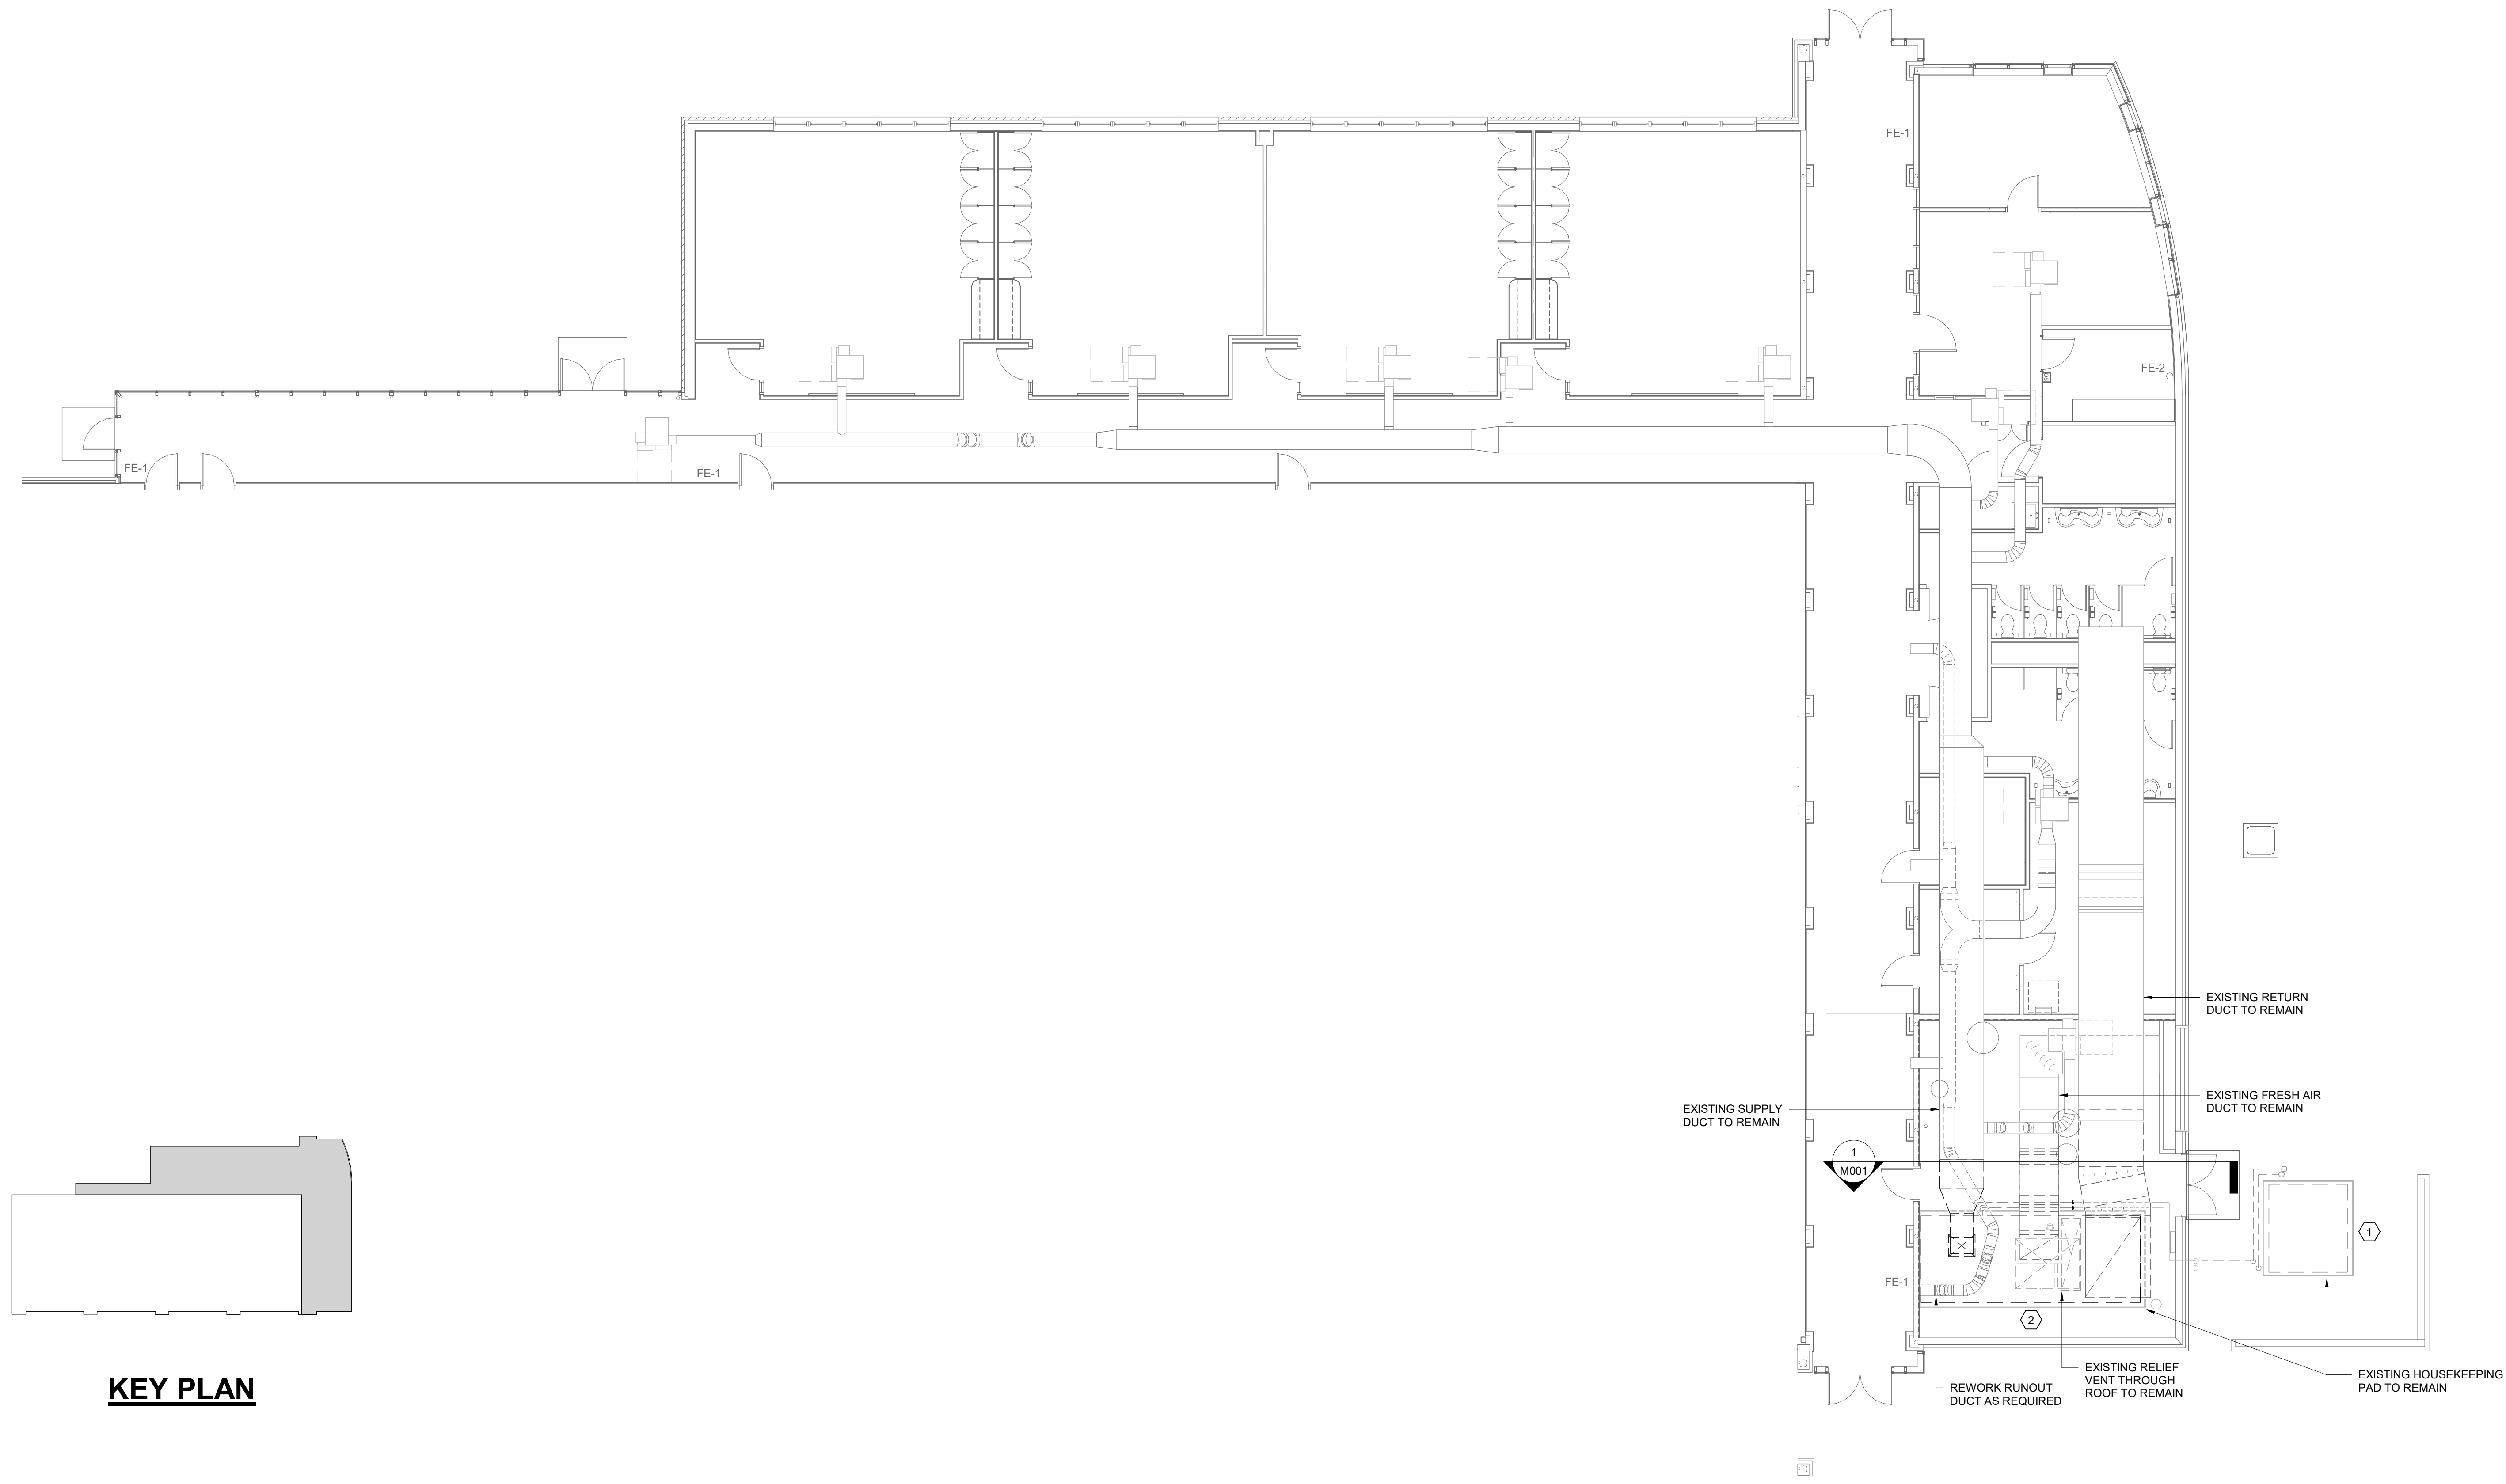 FE-1
FE-2
FE-1
FE-1
EXISTING RETURN
DUCT TO REMAIN
EXISTING FRESH AIR
DUCT TO REMAIN
EXISTING SUPPLY
DUCT TO REMAIN
1
M001
1
FE-1
2
EXISTING RELIEF
VENT THROUGH
ROOF TO REMAIN
EXISTING HOUSEKEEPING
PAD TO REMAIN
REWORK RUNOUT
DUCT AS REQUIRED
KEY PLAN